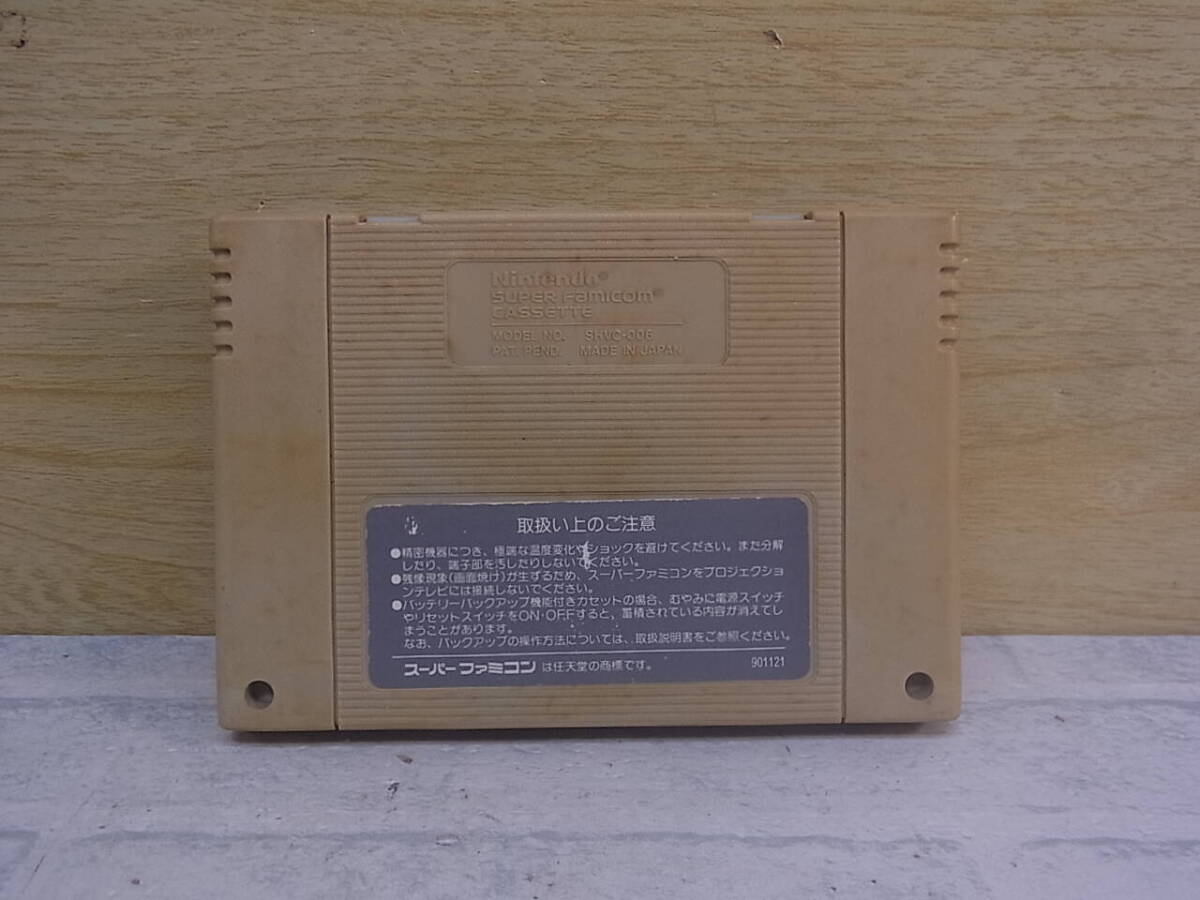 Nintendo®
SUPER Famicom®
CASSETTE
MODEL NO. SHVC-006
PAT. PEND. MADE IN JAPAN
取扱い上のご注意
●精密機器につき、極端な温度変化やショックを避けてください。また分解
したり、端子部を汚したりしないでください。
●残像現象(画面焼け)が生ずるため、スーパーファミコンをプロジェクショ
ンテレビには接続しないでください。
●バッテリーバックアップ機能付きカセットの場合、むやみに電源スイッチ
やリセットスイッチをON・OFFすると、蓄積されている内容が消えてし
まうことがあります。
なお、バックアップの操作方法については、取扱説明書をご参照ください。
スーパーファミコンは任天堂の商標です。 901121